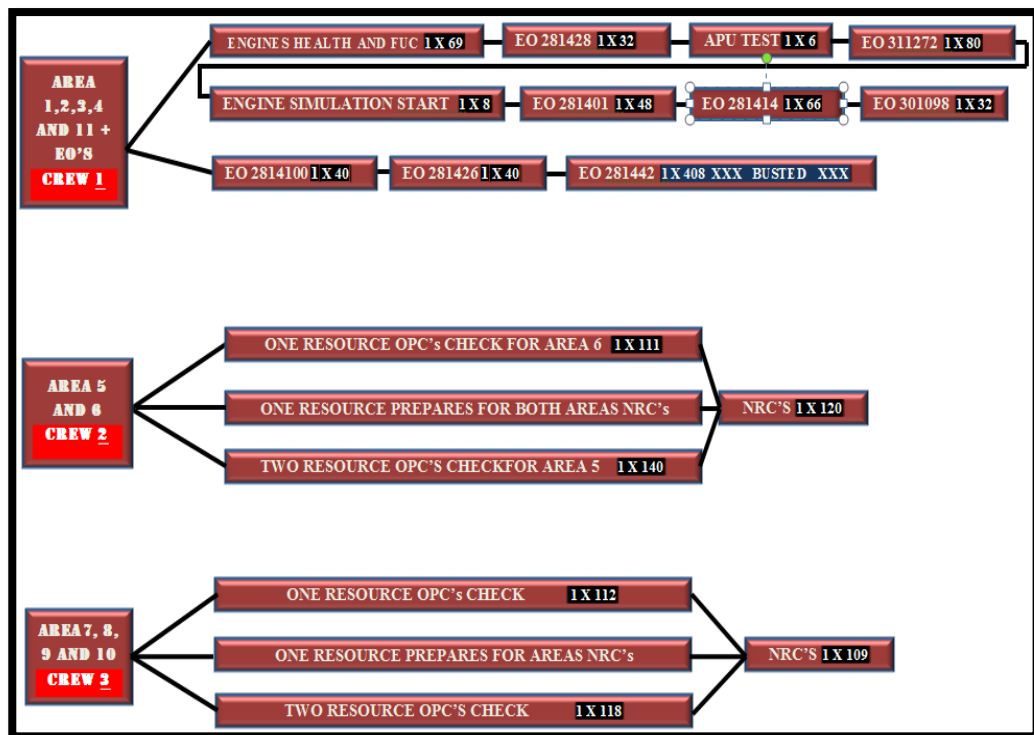 AREA
1,2,3,4
AND 11 +
EO'S
CREW 1
ENGINES HEALTH AND FUC 1 X 69
EO 281428 1 X 32
APU TEST 1 X 6
EO 311272 1 X 80
ENGINE SIMULATION START 1 X 8
EO 281401 1 X 48
EO 281414 1 X 66
EO 301098 1 X 32
EO 2814100 1 X 40
EO 281426 1 X 40
EO 281442 1 X 408 XXX BUSTED XXX
AREA 5
AND 6
CREW 2
ONE RESOURCE OPC's CHECK FOR AREA 6 1 X 111
ONE RESOURCE PREPARES FOR BOTH AREAS NRC's
TWO RESOURCE OPC'S CHECKFOR AREA 5 1 X 140
NRC'S 1 X 120
AREA 7, 8,
9 AND 10
CREW 3
ONE RESOURCE OPC's CHECK 1 X 112
ONE RESOURCE PREPARES FOR AREAS NRC's
TWO RESOURCE OPC'S CHECK 1 X 118
NRC'S 1 X 109